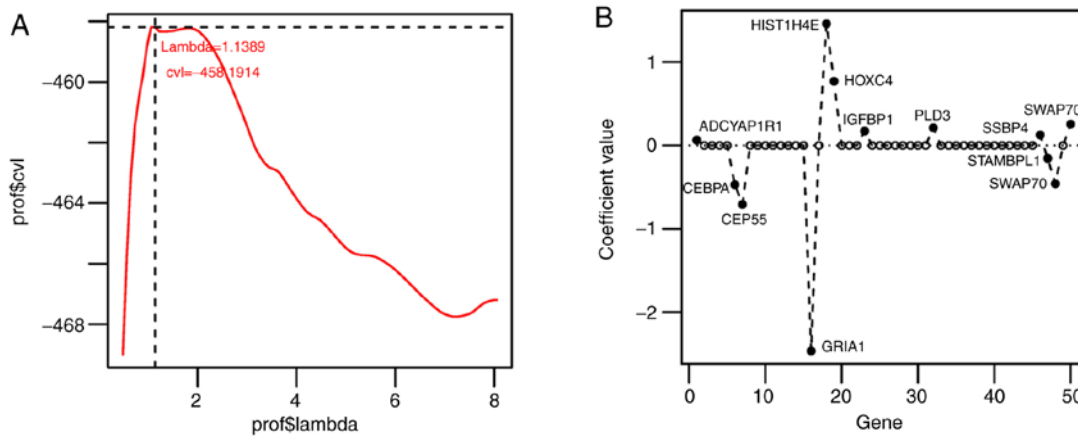 A
prof$cvl
−460
−464
−468
Lambda=1.1389
cvl=−458.1914
2
4
6
8
prof$lambda
B
Coefficient value
1
0
−1
−2
HIST1H4E
HOXC4
ADCYAP1R1
IGFBP1
PLD3
SSBP4
SWAP70
STAMBPL1
CEBPA
SWAP70
CEP55
GRIA1
0
10
20
30
40
50
Gene